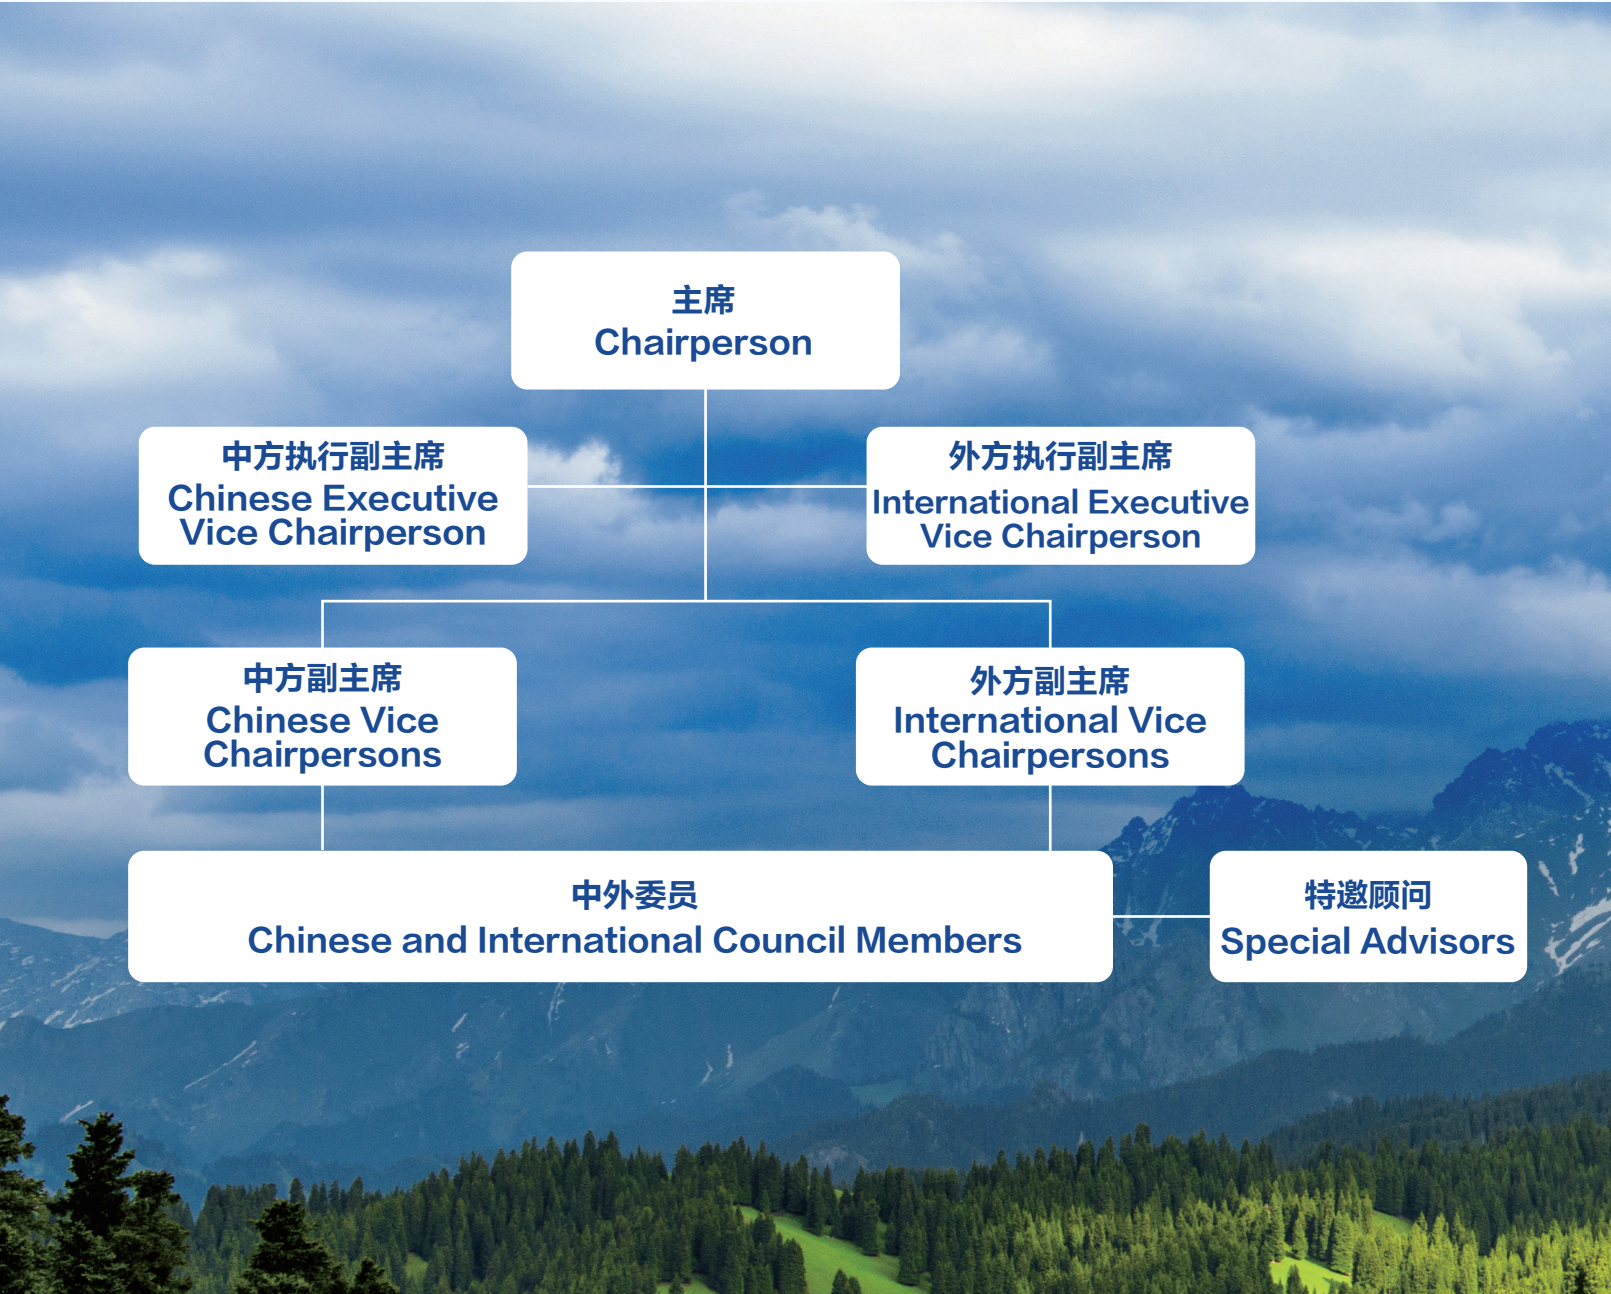 主席
Chairperson
中方执行副主席
Chinese Executive
Vice Chairperson
外方执行副主席
International Executive
Vice Chairperson
中方副主席
Chinese Vice
Chairpersons
外方副主席
International Vice
Chairpersons
中外委员
Chinese and International Council Members
特邀顾问
Special Advisors